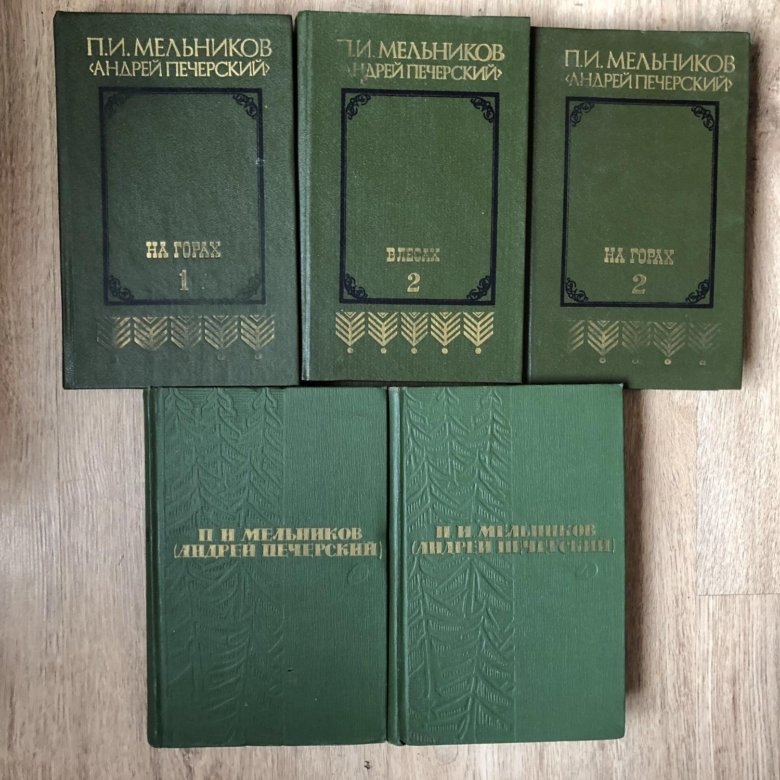 П.И. МЕЛЬНИКОВ
‹АНДРЕЙ ПЕЧЕРСКИЙ›
НА ГОРАХ
1
П.И. МЕЛЬНИКОВ
АНДРЕЙ ПЕЧЕРСКИЙ›
В ЛЕСАХ
2
П.И. МЕЛЬНИКОВ
‹АНДРЕЙ ПЕЧЕРСКИЙ›
НА ГОРАХ
2
П И МЕЛЬНИКОВ
(АНДРЕЙ ПЕЧЕРСКИЙ)
П И МЕЛЬНИКОВ
(АНДРЕЙ ПЕЧЕРСКИЙ)